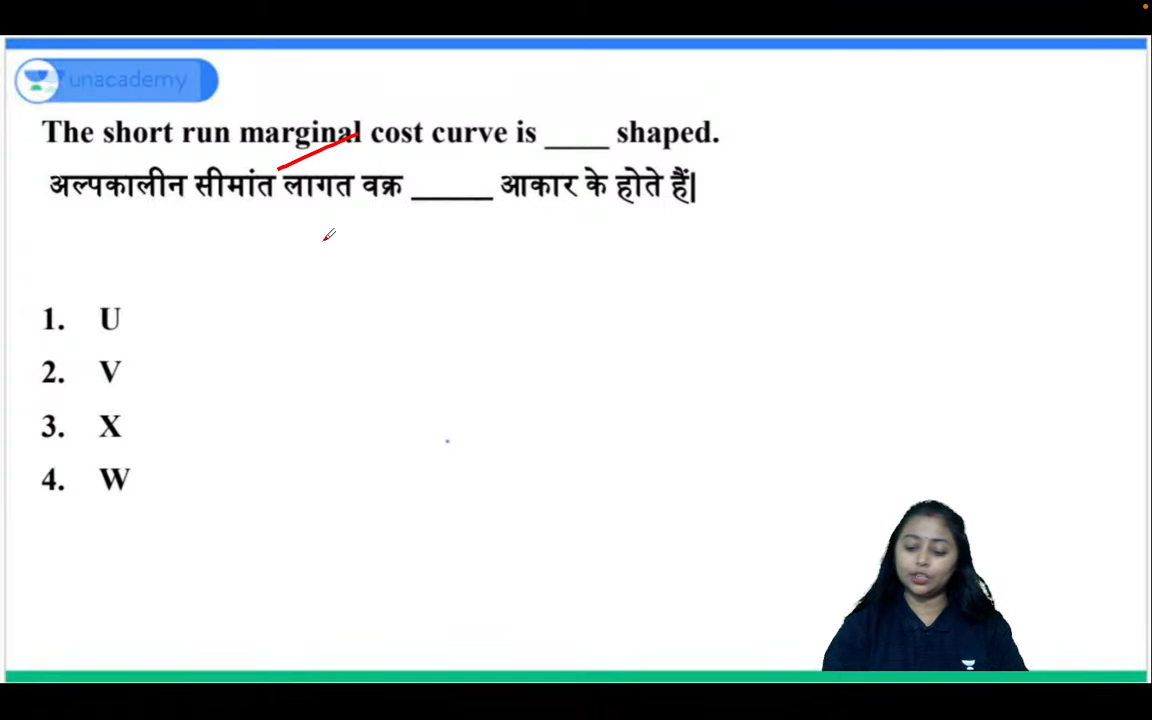 unacademy
The short run marginal cost curve is ____ shaped.
अल्पकालीन सीमांत लागत वक्र _____ आकार के होते हैं|
1. U
2. V
3. X
4. W